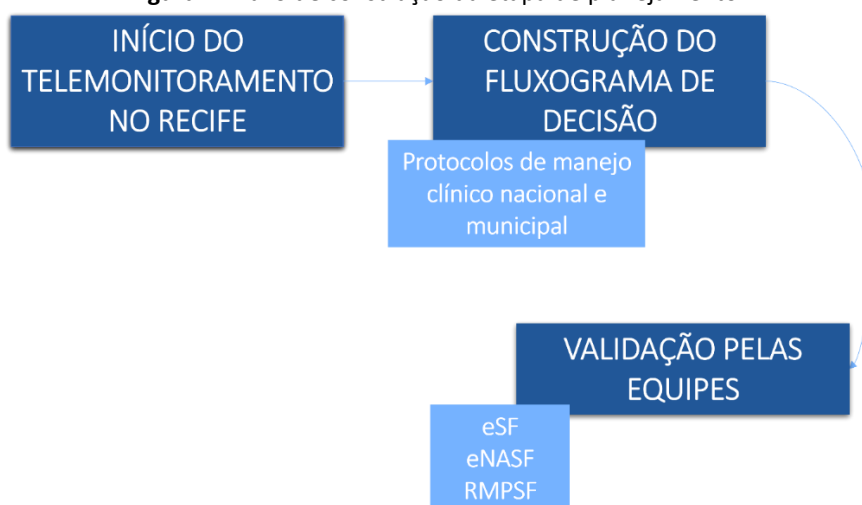 INÍCIO DO
TELEMONITORAMENTO
NO RECIFE
CONSTRUÇÃO DO
FLUXOGRAMA DE
DECISÃO
Protocolos de manejo
clínico nacional e
municipal
VALIDAÇÃO PELAS
EQUIPES
eSF
eNASF
RMPSF